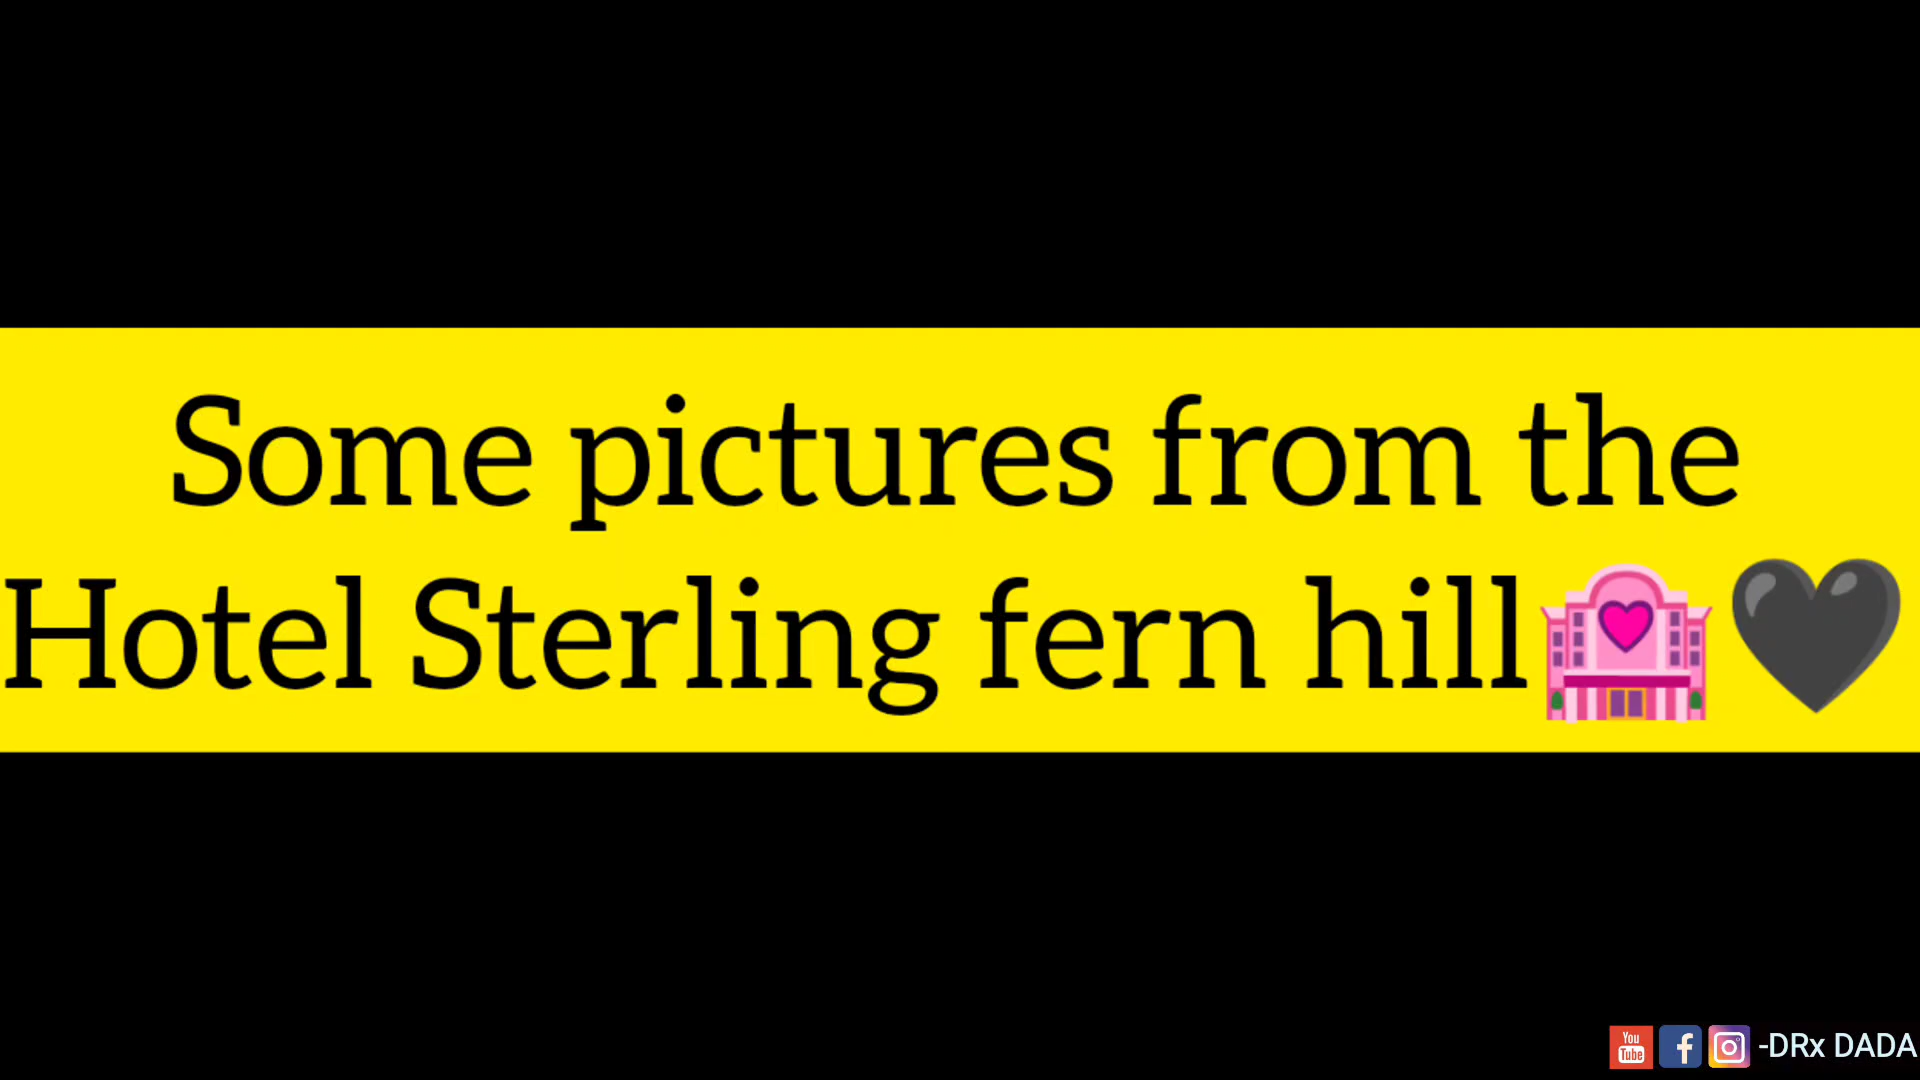 Some pictures from the
Hotel Sterling fern hill🏩🖤
You
Tube
f
-DRx DADA